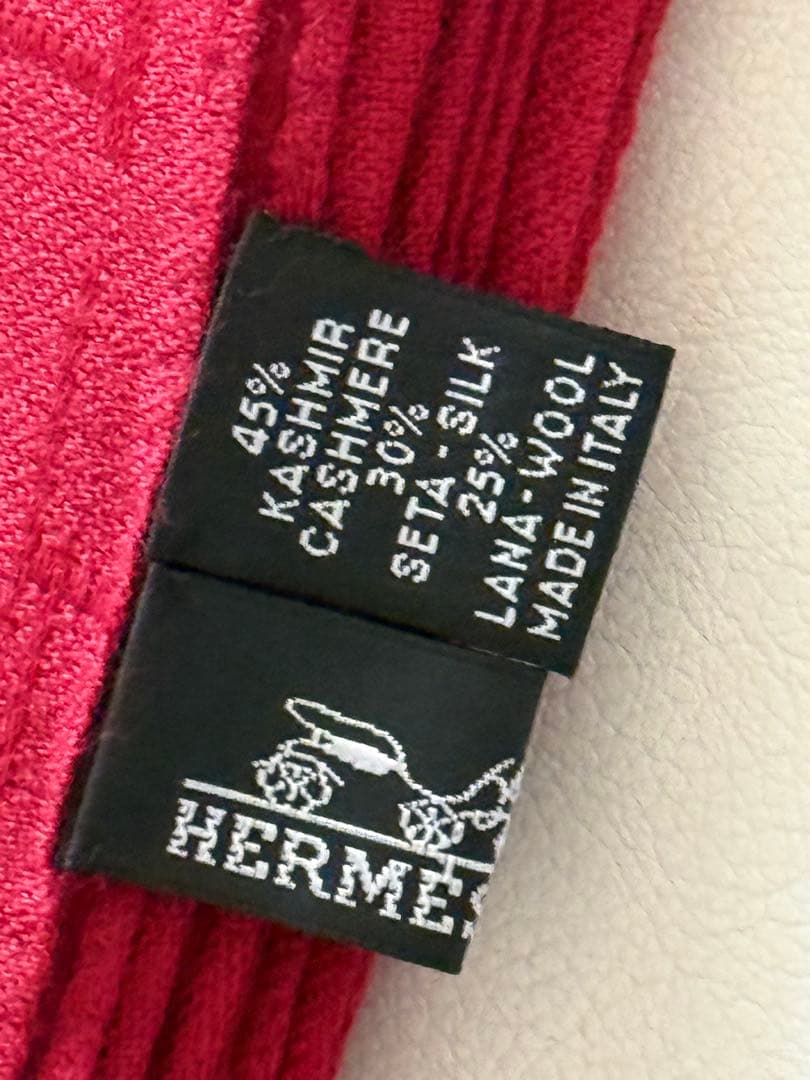 45%
KASHMIR
CASHMERE
30%
SETA - SILK
25%
LANA - WOOL
MADE IN ITALY
HERMES